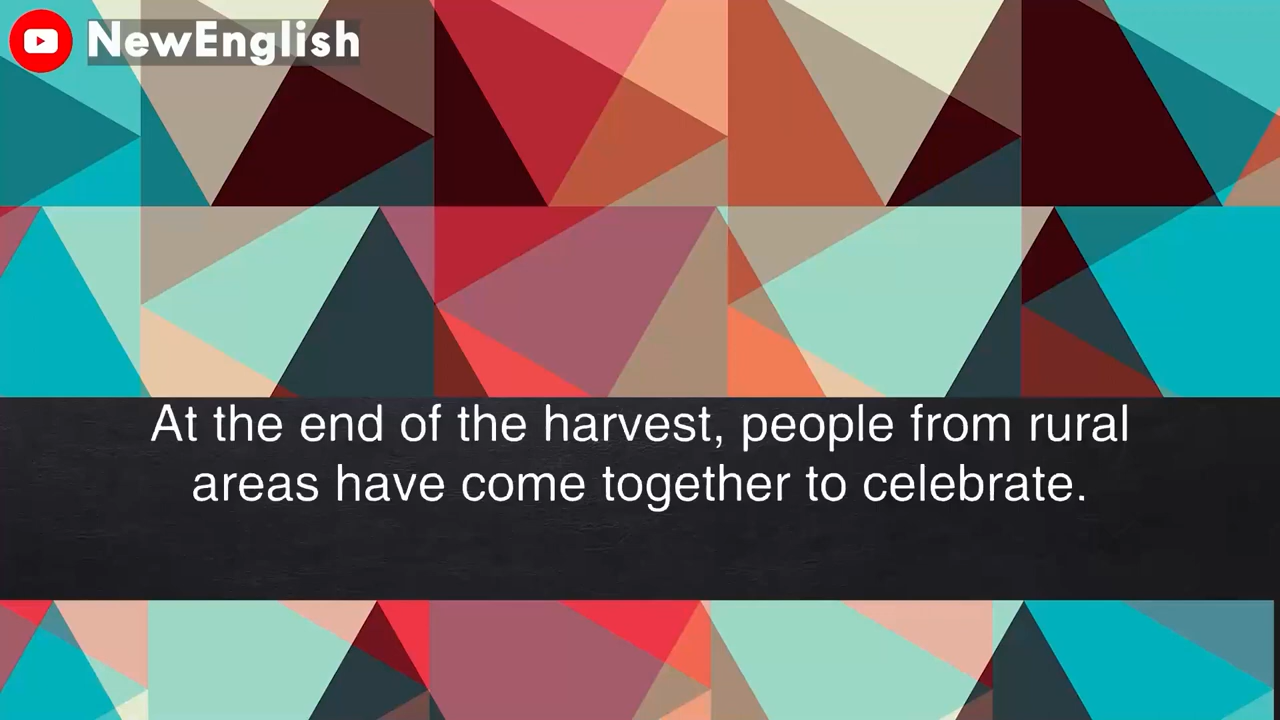 NewEnglish
At the end of the harvest, people from rural
areas have come together to celebrate.